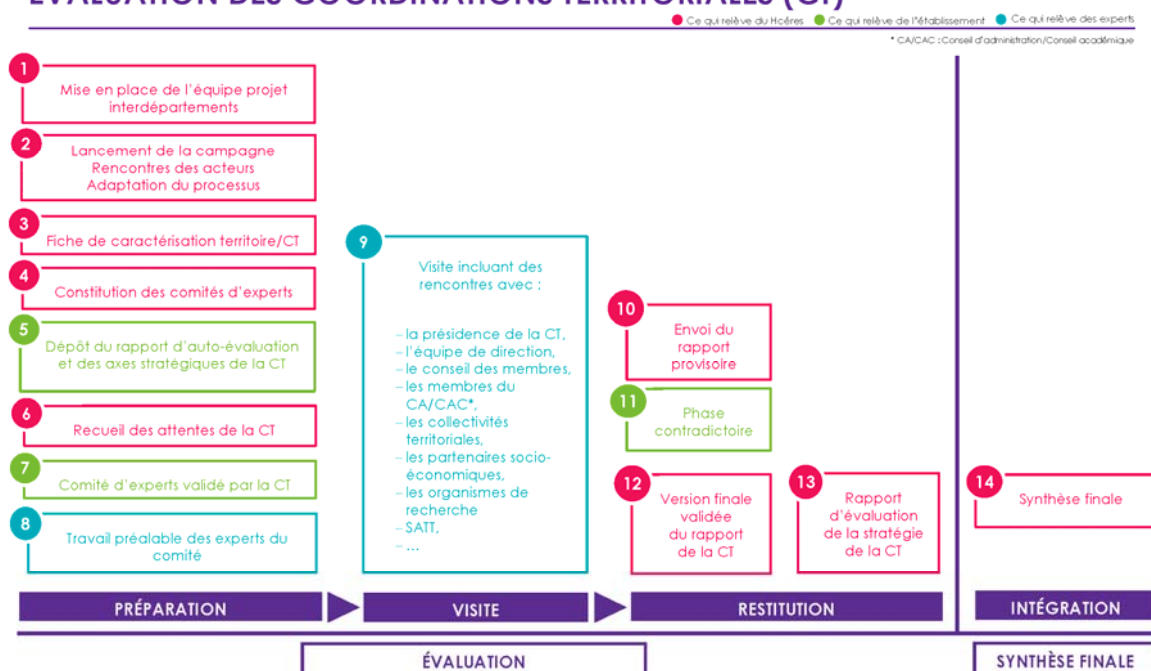 ÉVALUATION DES COORDINATIONS TERRITORIALES (CT)
Ce qui relève du Hcéres
Ce qui relève de l'établissement
Ce qui relève des experts
* CA/CAC : Conseil d'administration/Conseil académique
1
Mise en place de l'équipe projet
interdépartements
2
Lancement de la campagne
Rencontres des acteurs
Adaptation du processus
3
Fiche de caractérisation territoire/CT
4
Constitution des comités d'experts
5
Dépôt du rapport d'auto-évaluation
et des axes stratégiques de la CT
6
Recueil des attentes de la CT
7
Comité d'experts validé par la CT
8
Travail préalable des experts du
comité
9
Visite incluant des
rencontres avec :
– la présidence de la CT,
– l'équipe de direction,
– le conseil des membres,
– les membres du
CA/CAC*,
– les collectivités
territoriales,
– les partenaires socio-
économiques,
– les organismes de
recherche
– SATT,
– ...
10
Envoi du
rapport
provisoire
11
Phase
contradictoire
12
Version finale
validée
du rapport
de la CT
13
Rapport
d'évaluation
de la stratégie
de la CT
14
Synthèse finale
PRÉPARATION
VISITE
RESTITUTION
INTÉGRATION
ÉVALUATION
SYNTHÈSE FINALE